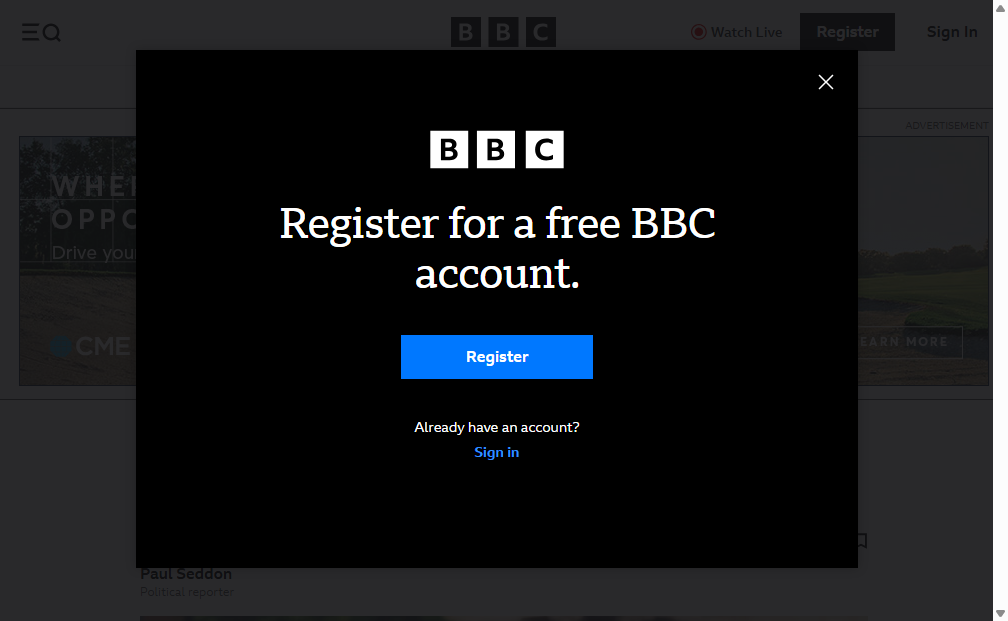 BBC
Watch Live
Register
Sign In
ADVERTISEMENT
WHE
OPPO
Drive you
CME
EARN MORE
BBC
Register for a free BBC
account.
Register
Already have an account?
Sign in
Paul Seddon
Political reporter